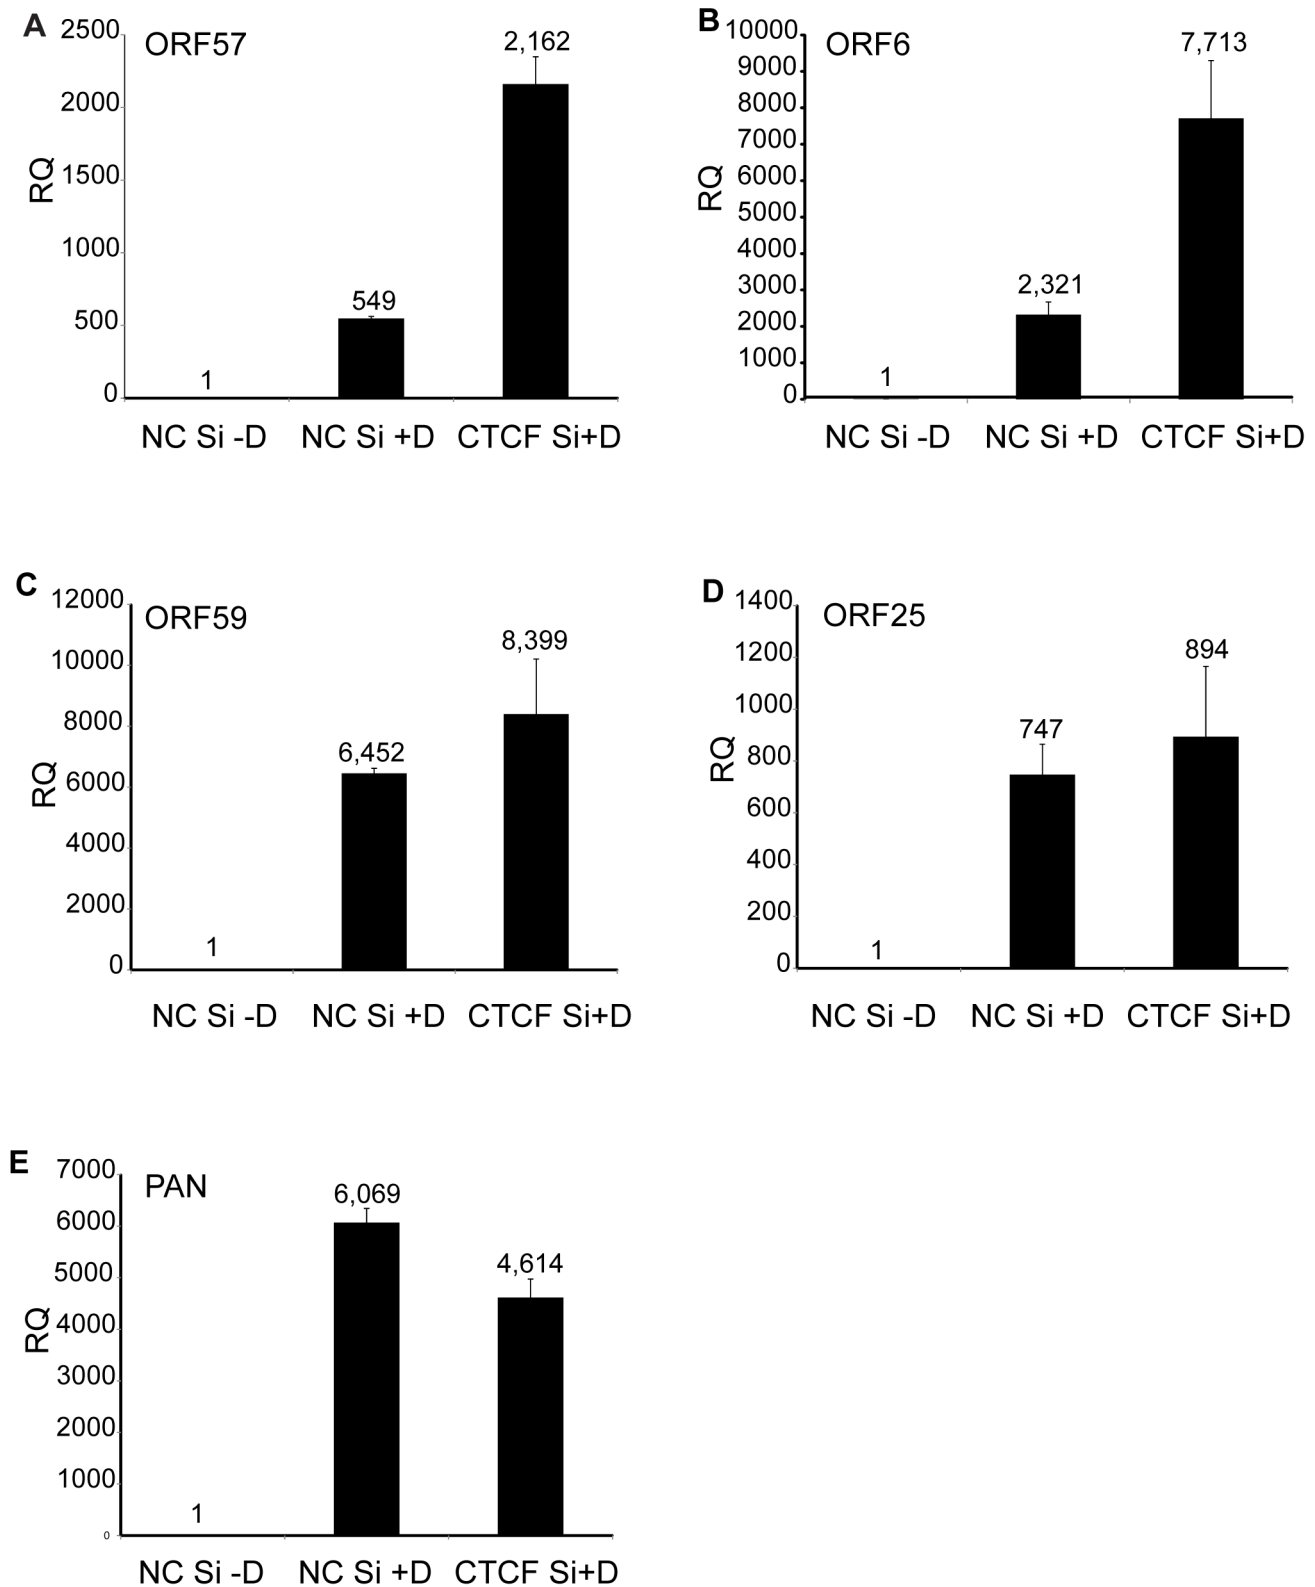 A
ORF57
RQ
2500
2000
1500
1000
500
0
1
549
2,162
NC Si -D NC Si +D CTCF Si+D
B
ORF6
RQ
10000
9000
8000
7000
6000
5000
4000
3000
2000
1000
0
1
2,321
7,713
NC Si -D NC Si +D CTCF Si+D
C
ORF59
RQ
12000
10000
8000
6000
4000
2000
0
1
6,452
8,399
NC Si -D NC Si +D CTCF Si+D
D
ORF25
RQ
1400
1200
1000
800
600
400
200
0
1
747
894
NC Si -D NC Si +D CTCF Si+D
E
PAN
RQ
7000
6000
5000
4000
3000
2000
1000
0
1
6,069
4,614
NC Si -D NC Si +D CTCF Si+D